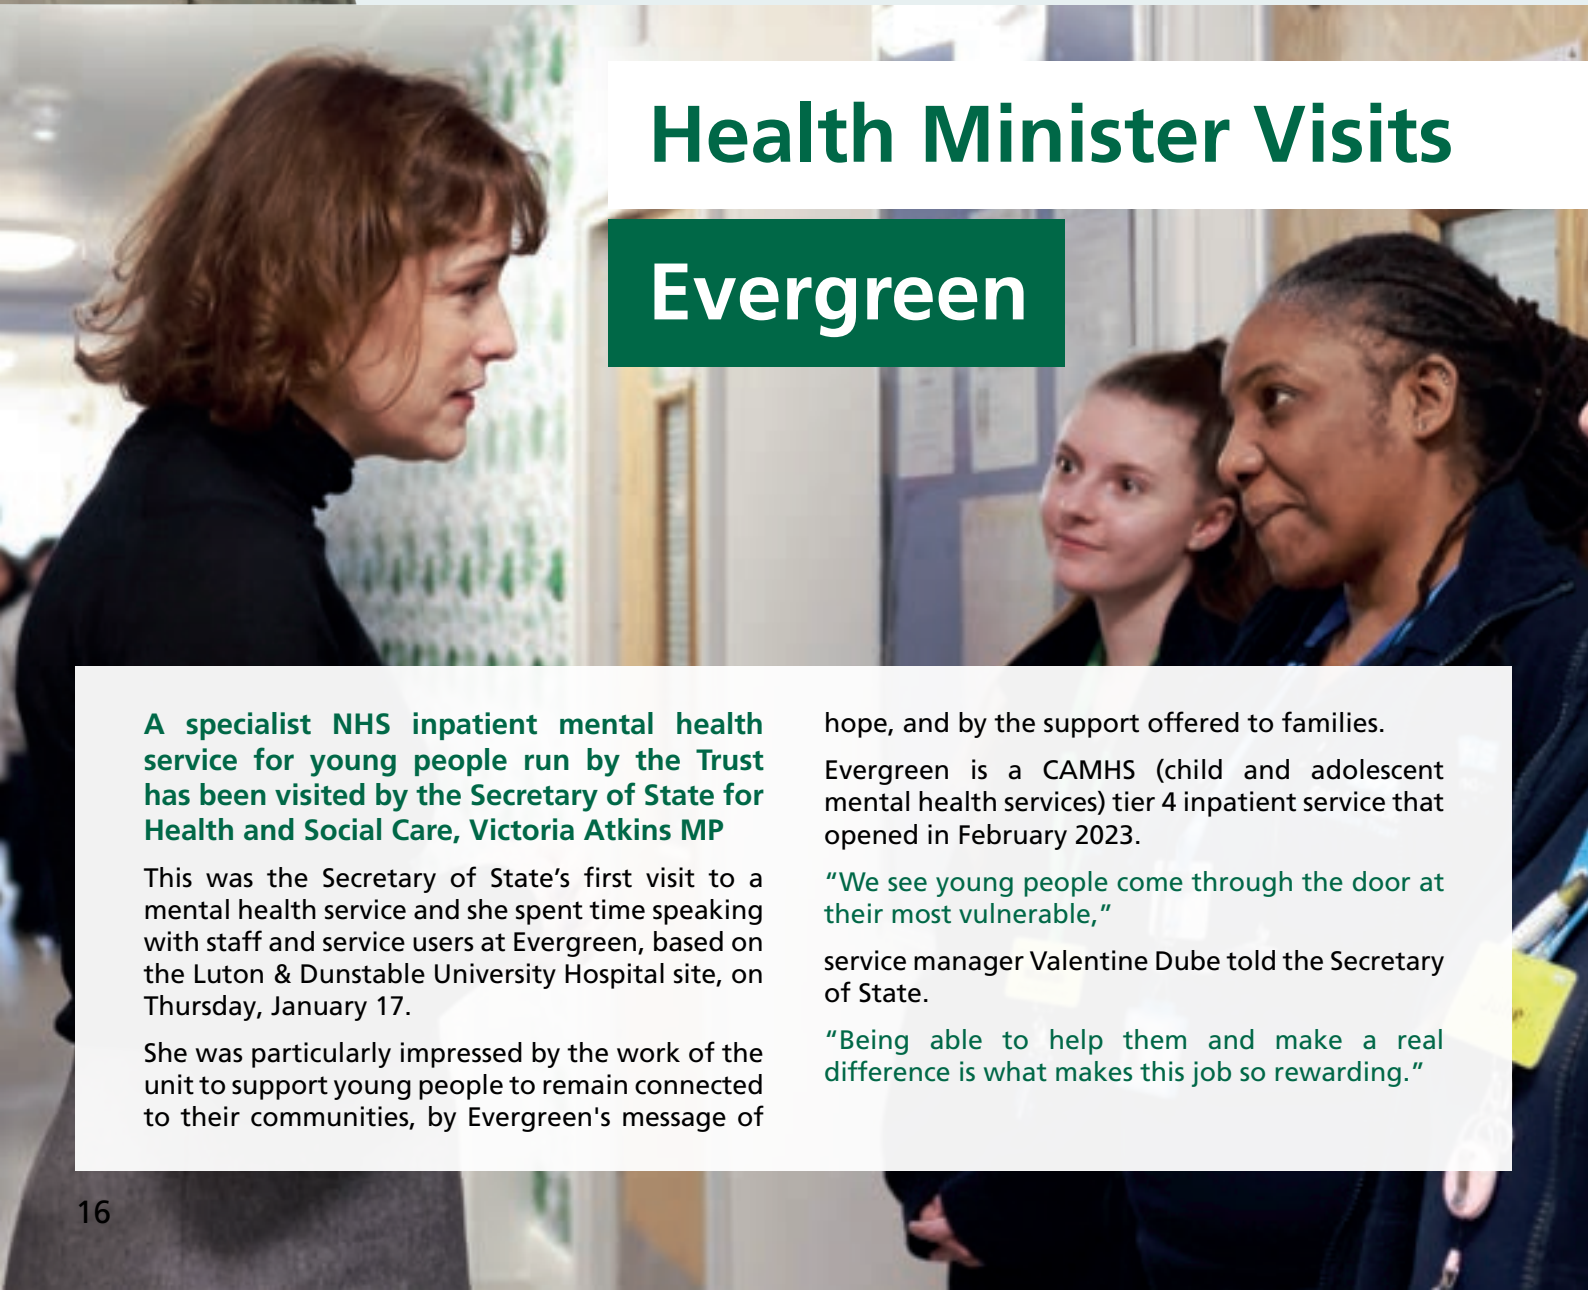 Health Minister Visits
Evergreen
A specialist NHS inpatient mental health
service for young people run by the Trust
has been visited by the Secretary of State for
Health and Social Care, Victoria Atkins MP
This was the Secretary of State’s first visit to a
mental health service and she spent time speaking
with staff and service users at Evergreen, based on
the Luton & Dunstable University Hospital site, on
Thursday, January 17.
She was particularly impressed by the work of the
unit to support young people to remain connected
to their communities, by Evergreen's message of
hope, and by the support offered to families.
Evergreen is a CAMHS (child and adolescent
mental health services) tier 4 inpatient service that
opened in February 2023.
“We see young people come through the door at
their most vulnerable,”
service manager Valentine Dube told the Secretary
of State.
“Being able to help them and make a real
difference is what makes this job so rewarding.”
16